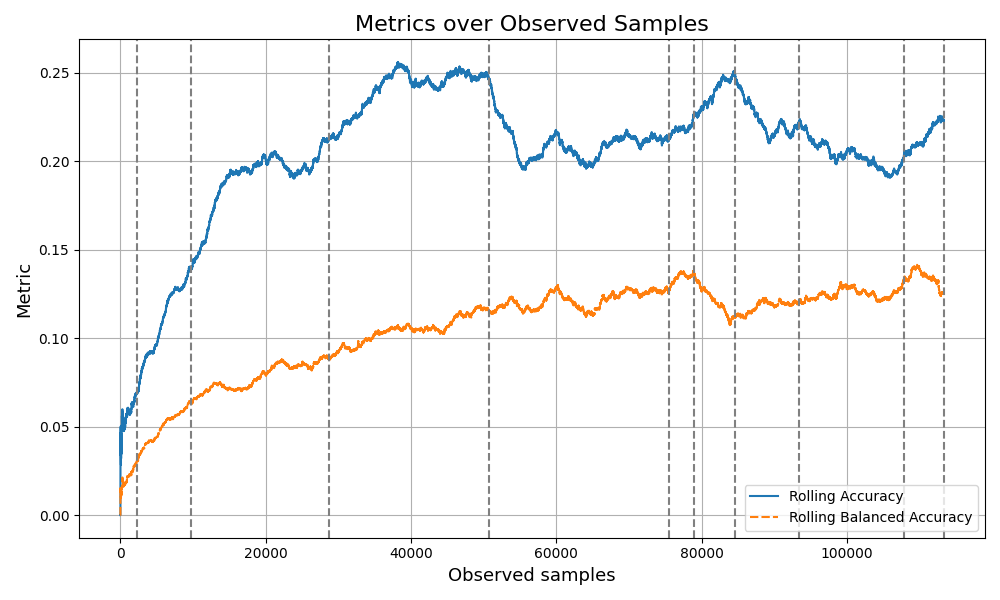 Metrics over Observed Samples
Metric
0.25
0.20
0.15
0.10
0.05
0.00
Rolling Accuracy
Rolling Balanced Accuracy
0
20000
40000
60000
80000
100000
Observed samples